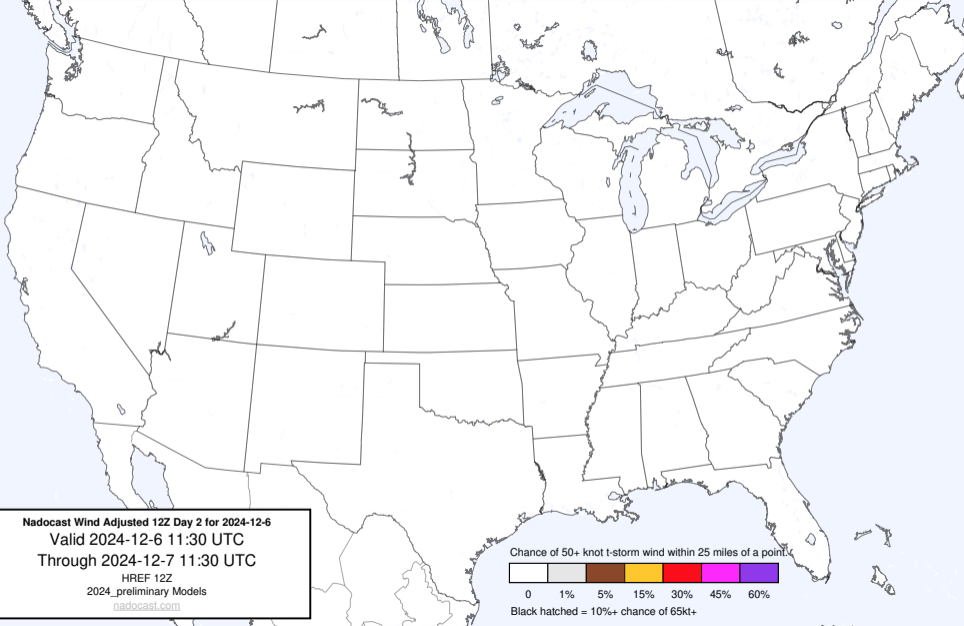 Nadocast Wind Adjusted 12Z Day 2 for 2024-12-6
Valid 2024-12-6 11:30 UTC
Through 2024-12-7 11:30 UTC
HREF 12Z
2024_preliminary Models
nadocast.com
Chance of 50+ knot t-storm wind within 25 miles of a point.
0 1% 5% 15% 30% 45% 60%
Black hatched = 10%+ chance of 65kt+